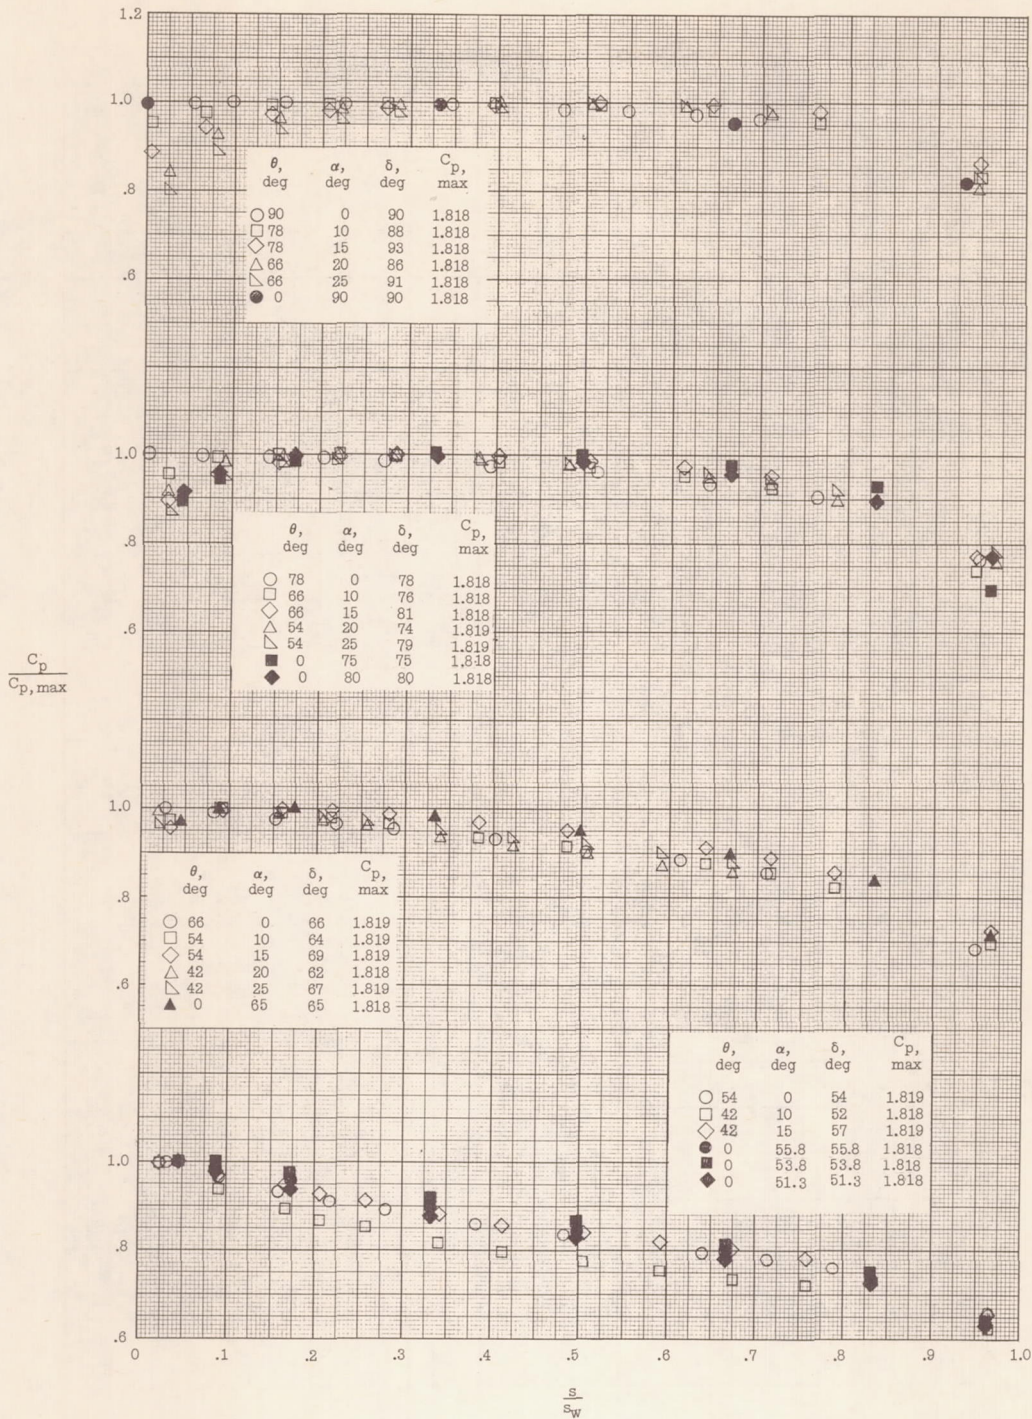 1.2
1.0
.8
.6
θ, α, δ, Cp,
deg deg deg max
90 0 90 1.818
78 10 88 1.818
78 15 93 1.818
66 20 86 1.818
66 25 91 1.818
0 90 90 1.818
1.0
.8
.6
θ, α, δ, Cp,
deg deg deg max
78 0 78 1.818
66 10 76 1.818
66 15 81 1.818
54 20 74 1.819
54 25 79 1.819
0 75 75 1.818
0 80 80 1.818
Cp
Cp, max
1.0
.8
.6
θ, α, δ, Cp,
deg deg deg max
66 0 66 1.819
54 10 64 1.819
54 15 69 1.819
42 20 62 1.818
42 25 67 1.819
0 65 65 1.818
θ, α, δ, Cp,
deg deg deg max
54 0 54 1.819
42 10 52 1.818
42 15 57 1.819
0 55.8 55.8 1.818
0 53.8 53.8 1.818
0 51.3 51.3 1.818
1.0
.8
.6
0 .1 .2 .3 .4 .5 .6 .7 .8 .9 1.0
s
sw